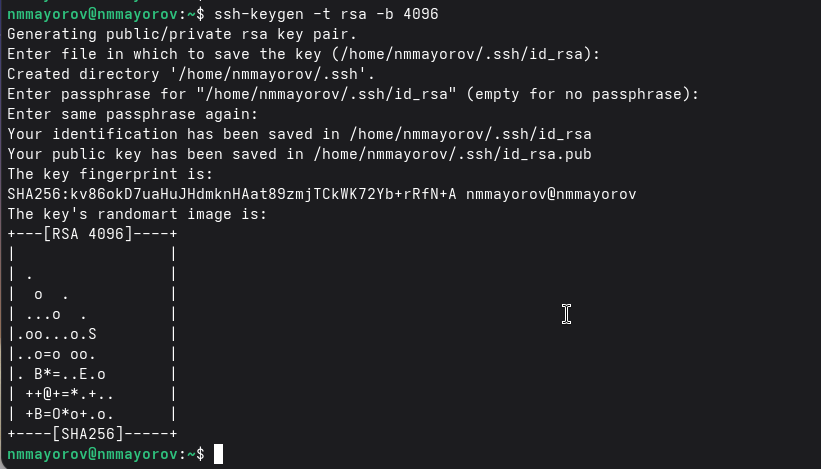 nmmayorov@nmmayorov:~$ ssh-keygen -t rsa -b 4096
Generating public/private rsa key pair.
Enter file in which to save the key (/home/nmmayorov/.ssh/id_rsa):
Created directory '/home/nmmayorov/.ssh'.
Enter passphrase for "/home/nmmayorov/.ssh/id_rsa" (empty for no passphrase):
Enter same passphrase again:
Your identification has been saved in /home/nmmayorov/.ssh/id_rsa
Your public key has been saved in /home/nmmayorov/.ssh/id_rsa.pub
The key fingerprint is:
SHA256:kv86okD7uaHuJHdmknHAat89zmjTCkWK72Yb+rRfN+A nmmayorov@nmmayorov
The key's randomart image is:
+---[RSA 4096]----+
|                 |
| .               |
|  o  .           |
| ...o  .         |
|.oo...o.S        |
|..o=o oo.        |
|. B*=..E.o       |
| ++@+=*.+..      |
| +B=O*o+.o.      |
+----[SHA256]-----+
nmmayorov@nmmayorov:~$